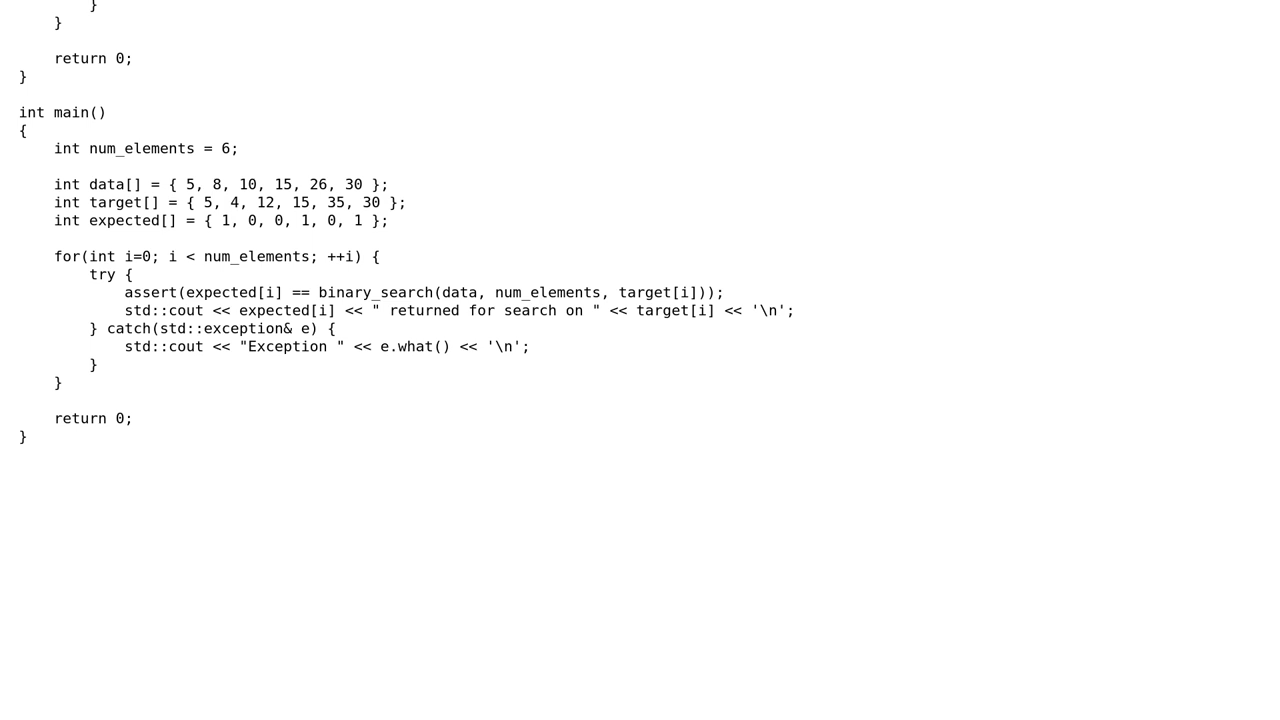 }
    }

    return 0;
}

int main()
{
    int num_elements = 6;

    int data[] = { 5, 8, 10, 15, 26, 30 };
    int target[] = { 5, 4, 12, 15, 35, 30 };
    int expected[] = { 1, 0, 0, 1, 0, 1 };

    for(int i=0; i < num_elements; ++i) {
        try {
            assert(expected[i] == binary_search(data, num_elements, target[i]));
            std::cout << expected[i] << " returned for search on " << target[i] << '\n';
        } catch(std::exception& e) {
            std::cout << "Exception " << e.what() << '\n';
        }
    }

    return 0;
}